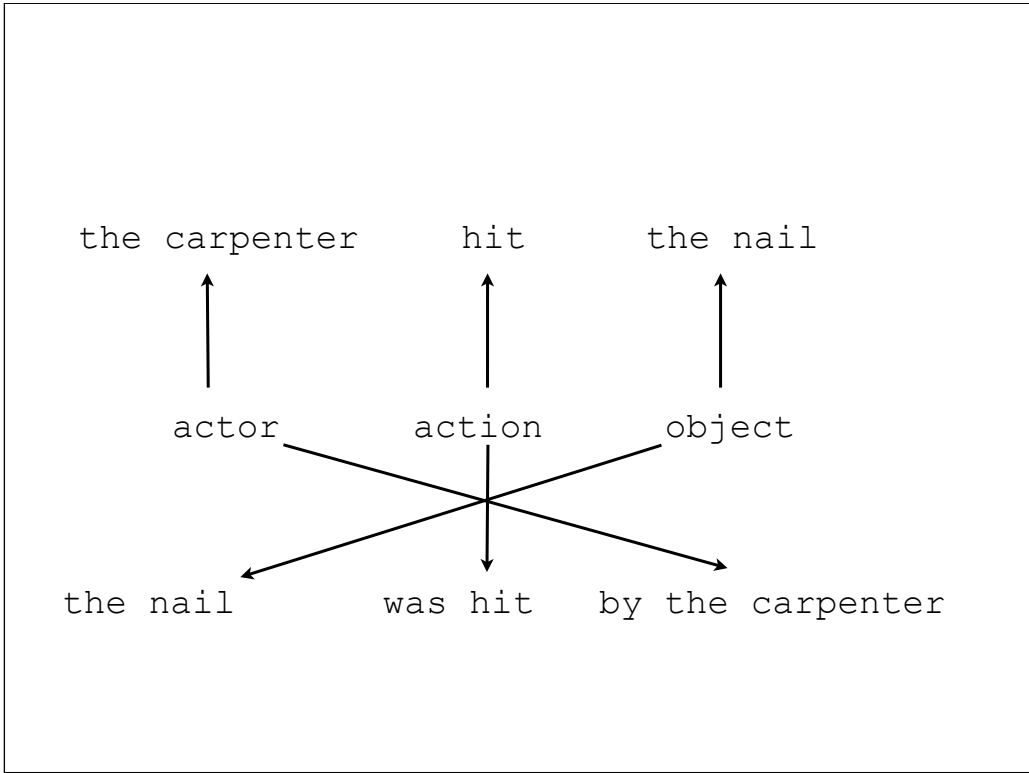 the carpenter hit the nail
actor action object
the nail was hit by the carpenter